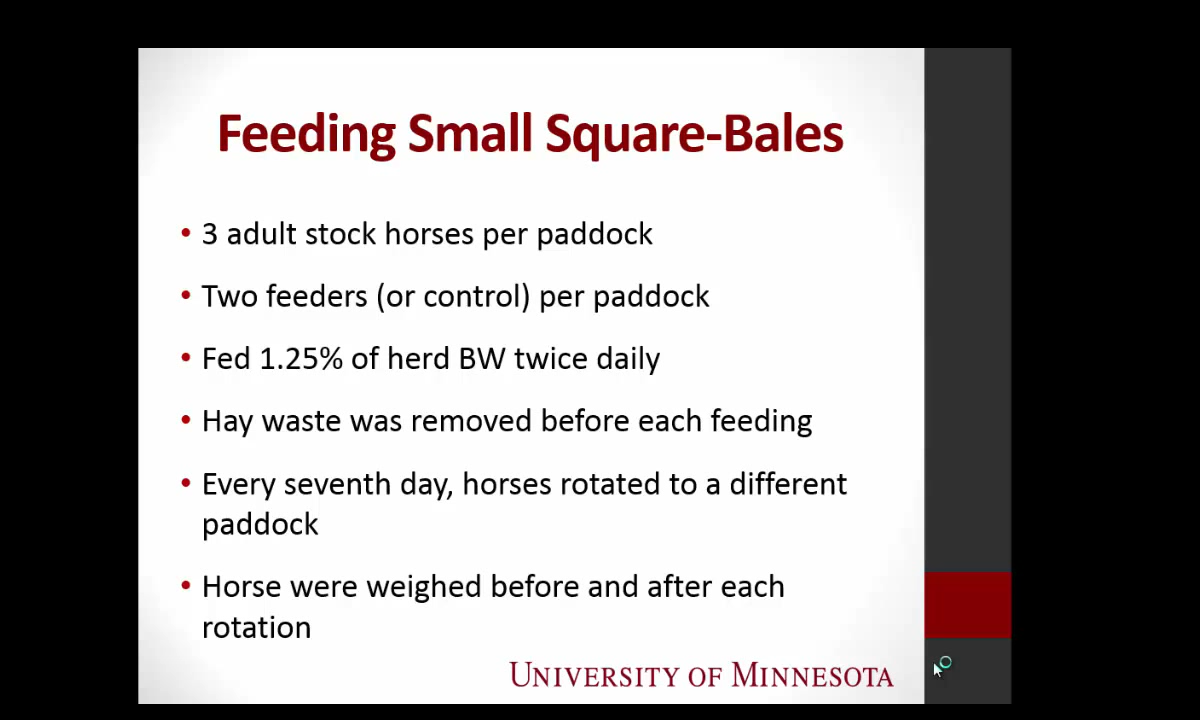 Feeding Small Square-Bales
• 3 adult stock horses per paddock
• Two feeders (or control) per paddock
• Fed 1.25% of herd BW twice daily
• Hay waste was removed before each feeding
• Every seventh day, horses rotated to a different
paddock
• Horse were weighed before and after each
rotation
UNIVERSITY OF MINNESOTA